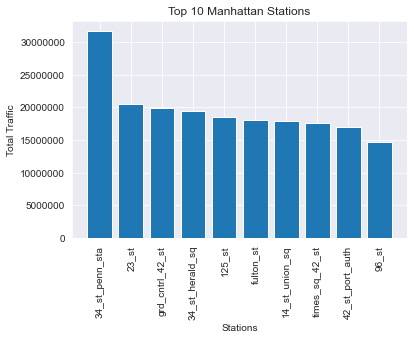 Top 10 Manhattan Stations
Total Traffic
30000000
25000000
20000000
15000000
10000000
5000000
0
34_st_penn_sta
23_st
grd_cntrl_42_st
34_st_herald_sq
125_st
fulton_st
14_st_union_sq
times_sq_42_st
42_st_port_auth
96_st
Stations